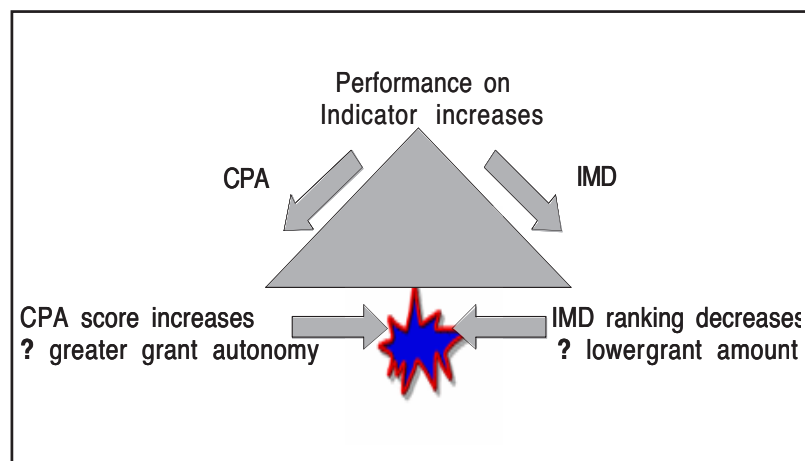 Performance on
Indicator increases
CPA
IMD
CPA score increases
? greater grant autonomy
IMD ranking decreases
? lowergrant amount